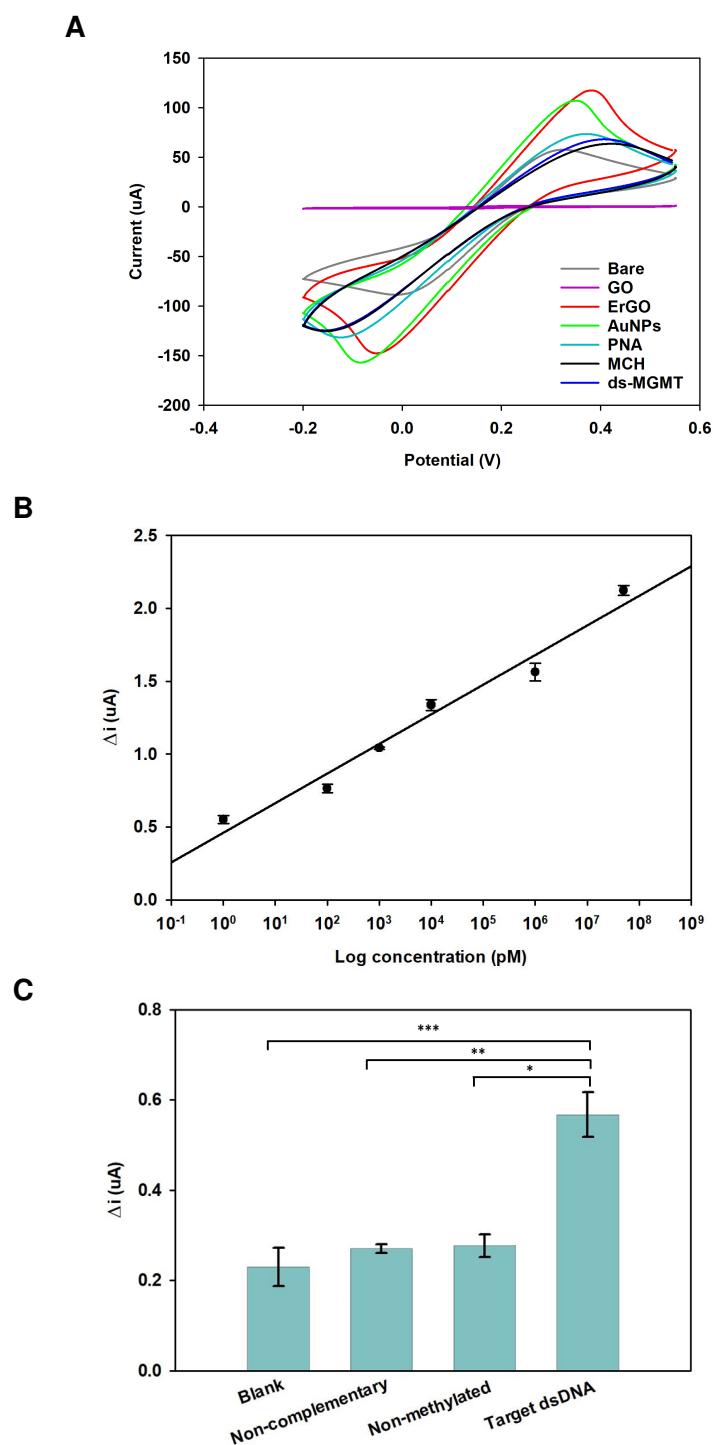 A
150
100
50
0
-50
-100
-150
-200
Current (uA)
Bare
GO
ErGO
AuNPs
PNA
MCH
ds-MGMT
-0.4 -0.2 0.0 0.2 0.4 0.6
Potential (V)
B
2.5
2.0
1.5
1.0
0.5
0.0
Δi (uA)
10⁻¹ 10⁰ 10¹ 10² 10³ 10⁴ 10⁵ 10⁶ 10⁷ 10⁸ 10⁹
Log concentration (pM)
C
0.8
0.6
0.4
0.2
0.0
Δi (uA)
***
**
*
Blank
Non-complementary
Non-methylated
Target dsDNA